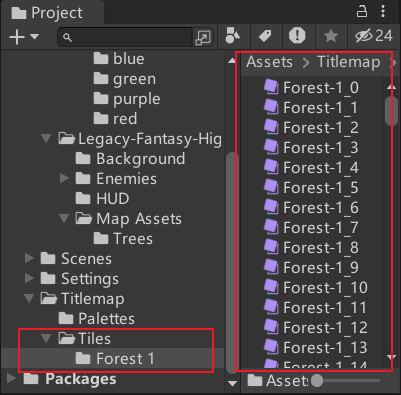 Project
24
blue
green
purple
red
Legacy-Fantasy-Hig
Background
Enemies
HUD
Map Assets
Trees
Scenes
Settings
Titlemap
Palettes
Tiles
Forest 1
Packages
Assets > Titlemap >
Forest-1_0
Forest-1_1
Forest-1_2
Forest-1_3
Forest-1_4
Forest-1_5
Forest-1_6
Forest-1_7
Forest-1_8
Forest-1_9
Forest-1_10
Forest-1_11
Forest-1_12
Forest-1_13
Forest-1_14
Assets